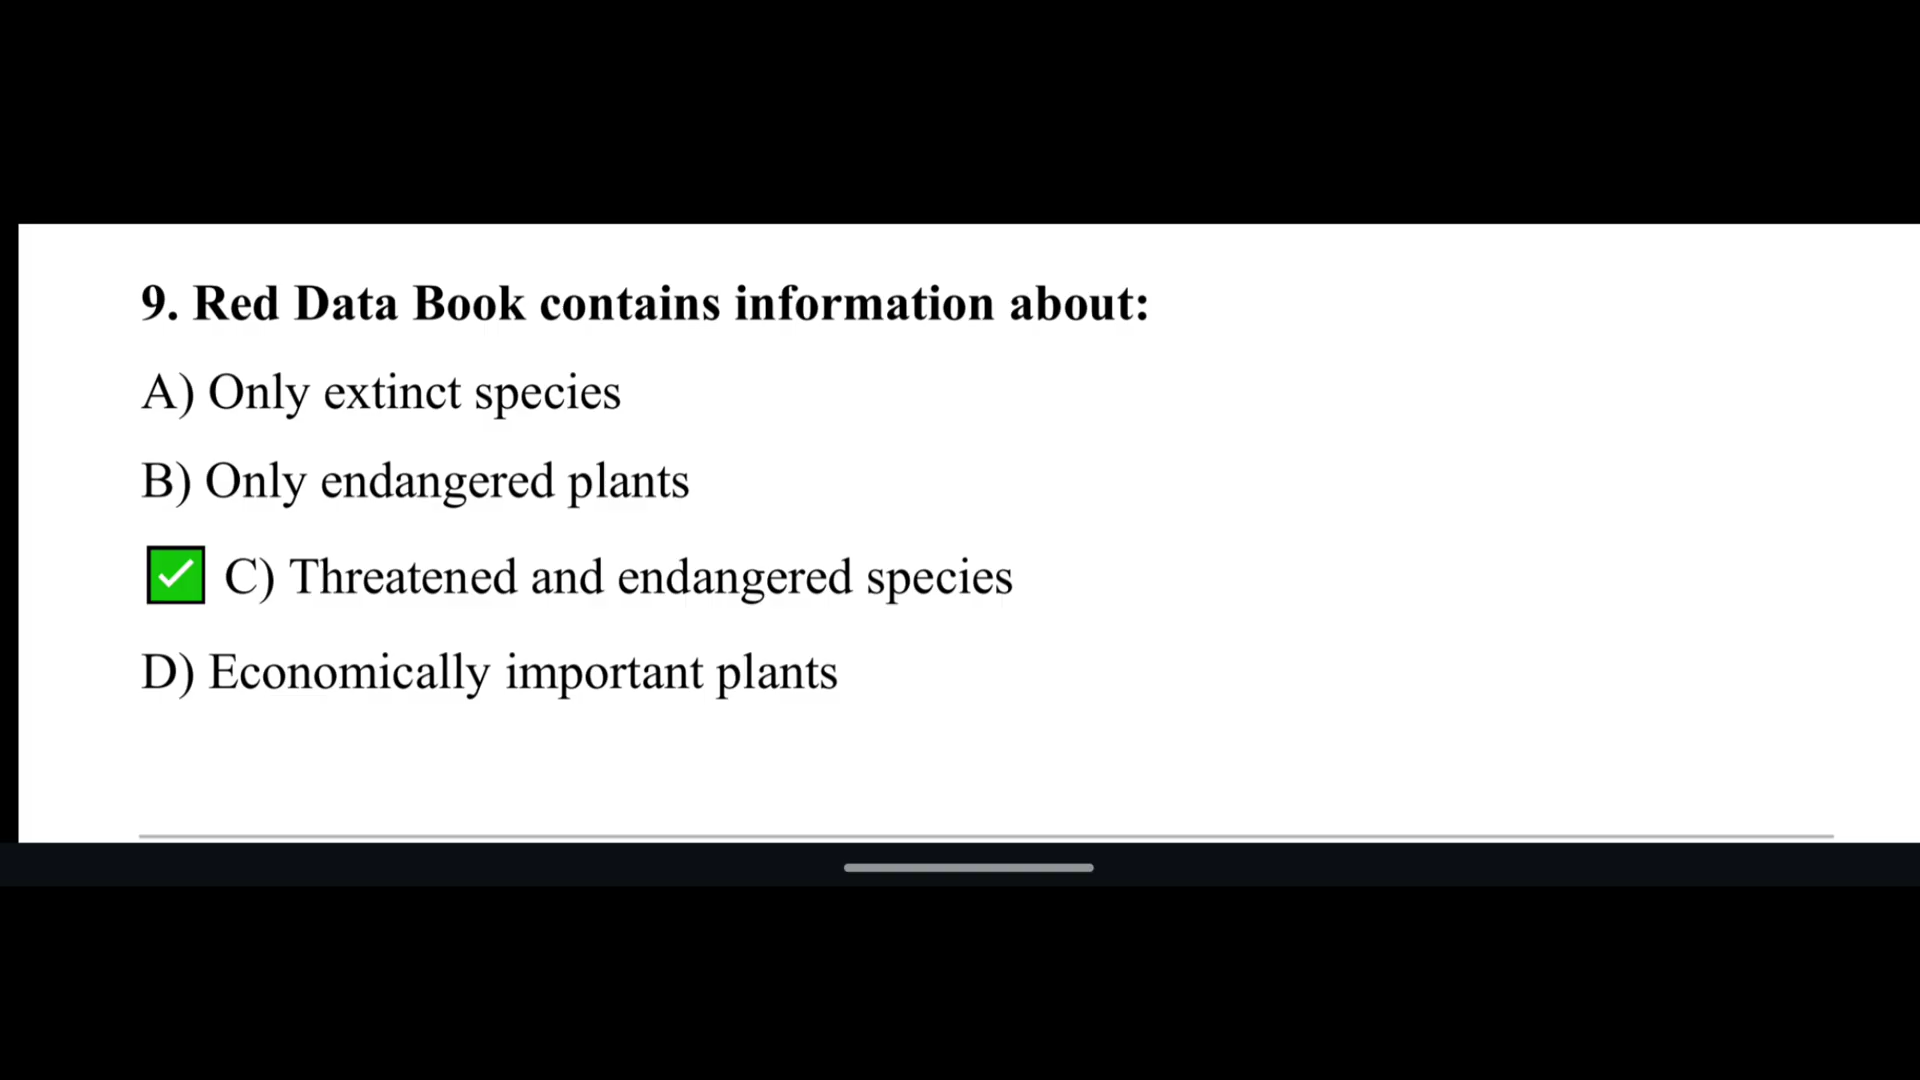 9. Red Data Book contains information about:
A) Only extinct species
B) Only endangered plants
C) Threatened and endangered species
D) Economically important plants